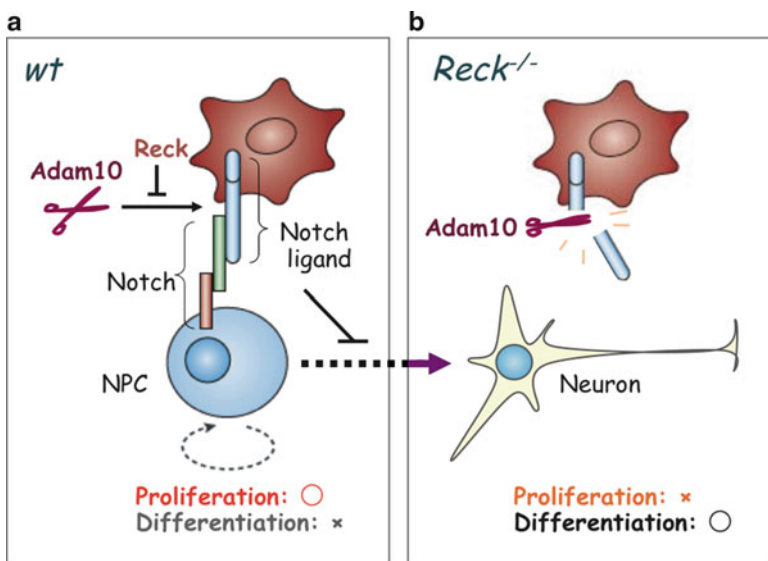 a
wt
Reck
Adam10
Notch
Notch
ligand
NPC
Proliferation: ○
Differentiation: ×
b
Reck-/-
Adam10
Neuron
Proliferation: ×
Differentiation: ○